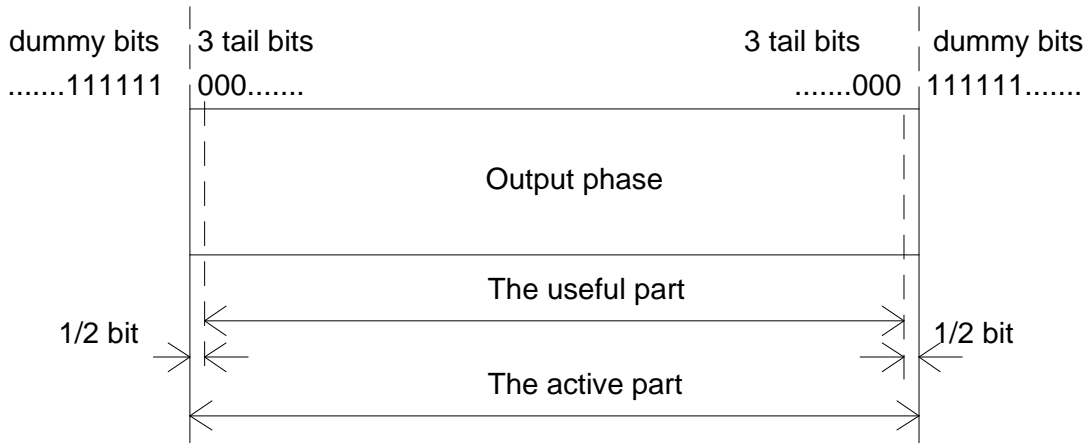 dummy bits 3 tail bits 3 tail bits dummy bits
.......111111 000....... .......000 111111.......
Output phase
The useful part
1/2 bit 1/2 bit
The active part